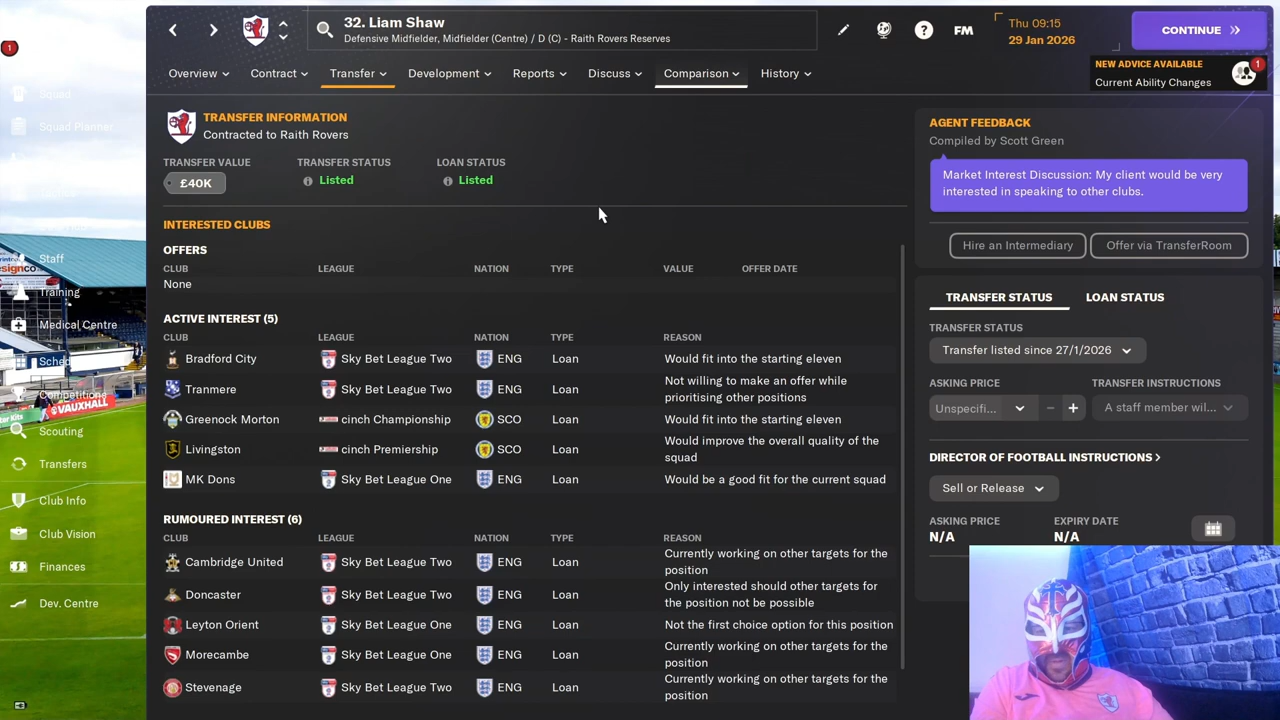 32. Liam Shaw
Defensive Midfielder, Midfielder (Centre) / D (C) - Raith Rovers Reserves
FM
Thu 09:15
29 Jan 2026
CONTINUE
1
Overview
Contract
Transfer
Development
Reports
Discuss
Comparison
History
NEW ADVICE AVAILABLE
Current Ability Changes
1
Squad
Squad Planner
Staff
Training
Medical Centre
Sched
Competitions
VAUXHALL
Scouting
Transfers
Club Info
Club Vision
Finances
Dev. Centre
TRANSFER INFORMATION
Contracted to Raith Rovers
TRANSFER VALUE
TRANSFER STATUS
LOAN STATUS
£40K
Listed
Listed
INTERESTED CLUBS
OFFERS
CLUB LEAGUE NATION TYPE VALUE OFFER DATE
None
ACTIVE INTEREST (5)
CLUB LEAGUE NATION TYPE REASON
Bradford City Sky Bet League Two ENG Loan Would fit into the starting eleven
Tranmere Sky Bet League Two ENG Loan Not willing to make an offer while
prioritising other positions
Greenock Morton cinch Championship SCO Loan Would fit into the starting eleven
Livingston cinch Premiership SCO Loan Would improve the overall quality of the
squad
MK Dons Sky Bet League One ENG Loan Would be a good fit for the current squad
RUMOURED INTEREST (6)
CLUB LEAGUE NATION TYPE REASON
Cambridge United Sky Bet League Two ENG Loan Currently working on other targets for the
position
Doncaster Sky Bet League Two ENG Loan Only interested should other targets for
the position not be possible
Leyton Orient Sky Bet League One ENG Loan Not the first choice option for this position
Morecambe Sky Bet League One ENG Loan Currently working on other targets for the
position
Stevenage Sky Bet League Two ENG Loan Currently working on other targets for the
position
AGENT FEEDBACK
Compiled by Scott Green
Market Interest Discussion: My client would be very
interested in speaking to other clubs.
Hire an Intermediary
Offer via TransferRoom
TRANSFER STATUS
LOAN STATUS
TRANSFER STATUS
Transfer listed since 27/1/2026
ASKING PRICE
TRANSFER INSTRUCTIONS
Unspecifi...
A staff member wil...
DIRECTOR OF FOOTBALL INSTRUCTIONS >
Sell or Release
ASKING PRICE
EXPIRY DATE
N/A
N/A